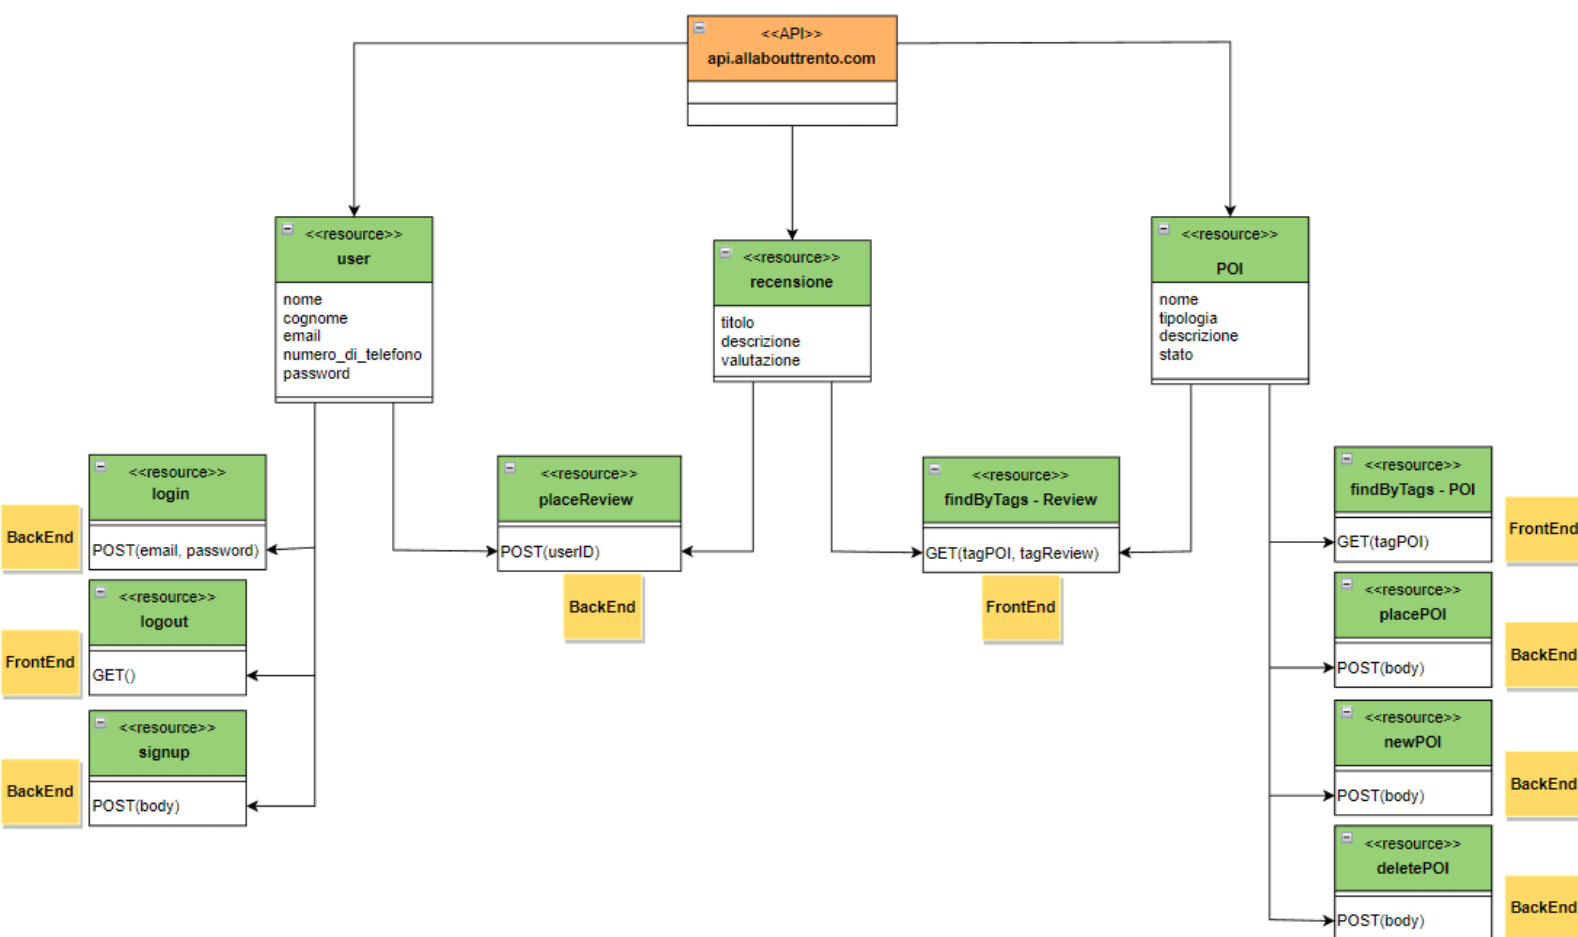 <<API>>
api.allabouttrento.com
<<resource>>
user
nome
cognome
email
numero_di_telefono
password
<<resource>>
recensione
titolo
descrizione
valutazione
<<resource>>
POI
nome
tipologia
descrizione
stato
<<resource>>
login
POST(email, password)
BackEnd
<<resource>>
logout
GET()
FrontEnd
<<resource>>
signup
POST(body)
BackEnd
<<resource>>
placeReview
POST(userID)
BackEnd
<<resource>>
findByTags - Review
GET(tagPOI, tagReview)
FrontEnd
<<resource>>
findByTags - POI
GET(tagPOI)
FrontEnd
<<resource>>
placePOI
POST(body)
BackEnd
<<resource>>
newPOI
POST(body)
BackEnd
<<resource>>
deletePOI
POST(body)
BackEnd